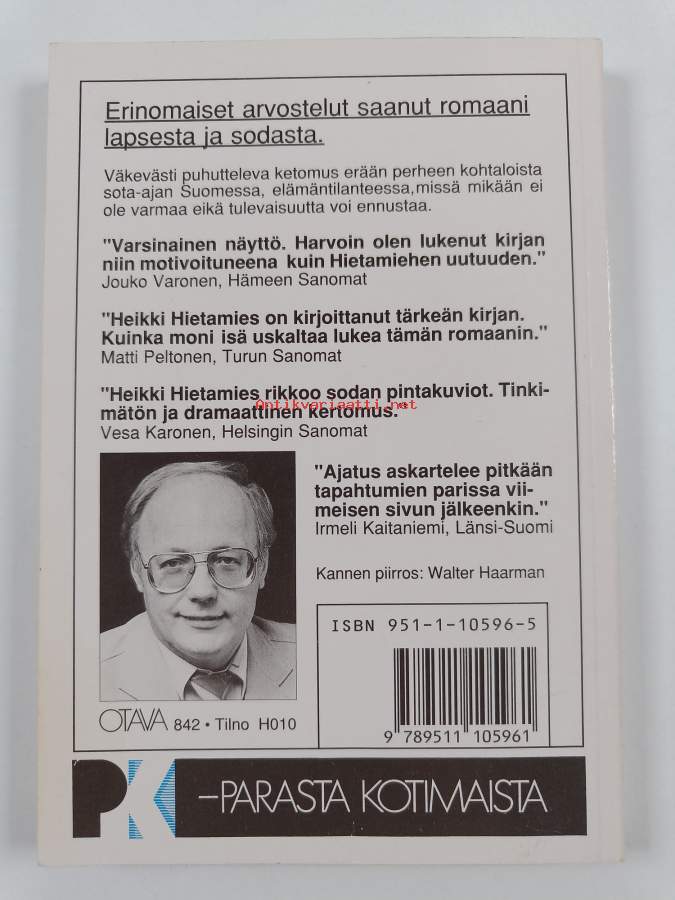 Erinomaiset arvostelut saanut romaani
lapsesta ja sodasta.
Väkevästi puhutteleva ketomus erään perheen kohtaloista
sota-ajan Suomessa, elämäntilanteessa,missä mikään ei
ole varmaa eikä tulevaisuutta voi ennustaa.
"Varsinainen näyttö. Harvoin olen lukenut kirjan
niin motivoituneena kuin Hietamiehen uutuuden."
Jouko Varonen, Hämeen Sanomat
"Heikki Hietamies on kirjoittanut tärkeän kirjan.
Kuinka moni isä uskaltaa lukea tämän romaanin."
Matti Peltonen, Turun Sanomat
"Heikki Hietamies rikkoo sodan pintakuviot. Tinki-
mätön ja dramaattinen kertomus."
Antikvariaatti.net
Vesa Karonen, Helsingin Sanomat
"Ajatus askartelee pitkään
tapahtumien parissa vii-
meisen sivun jälkeenkin."
Irmeli Kaitaniemi, Länsi-Suomi
Kannen piirros: Walter Haarman
ISBN 951-1-10596-5
9 789511 105961
OTAVA 842 • Tilno H010
PK –PARASTA KOTIMAISTA